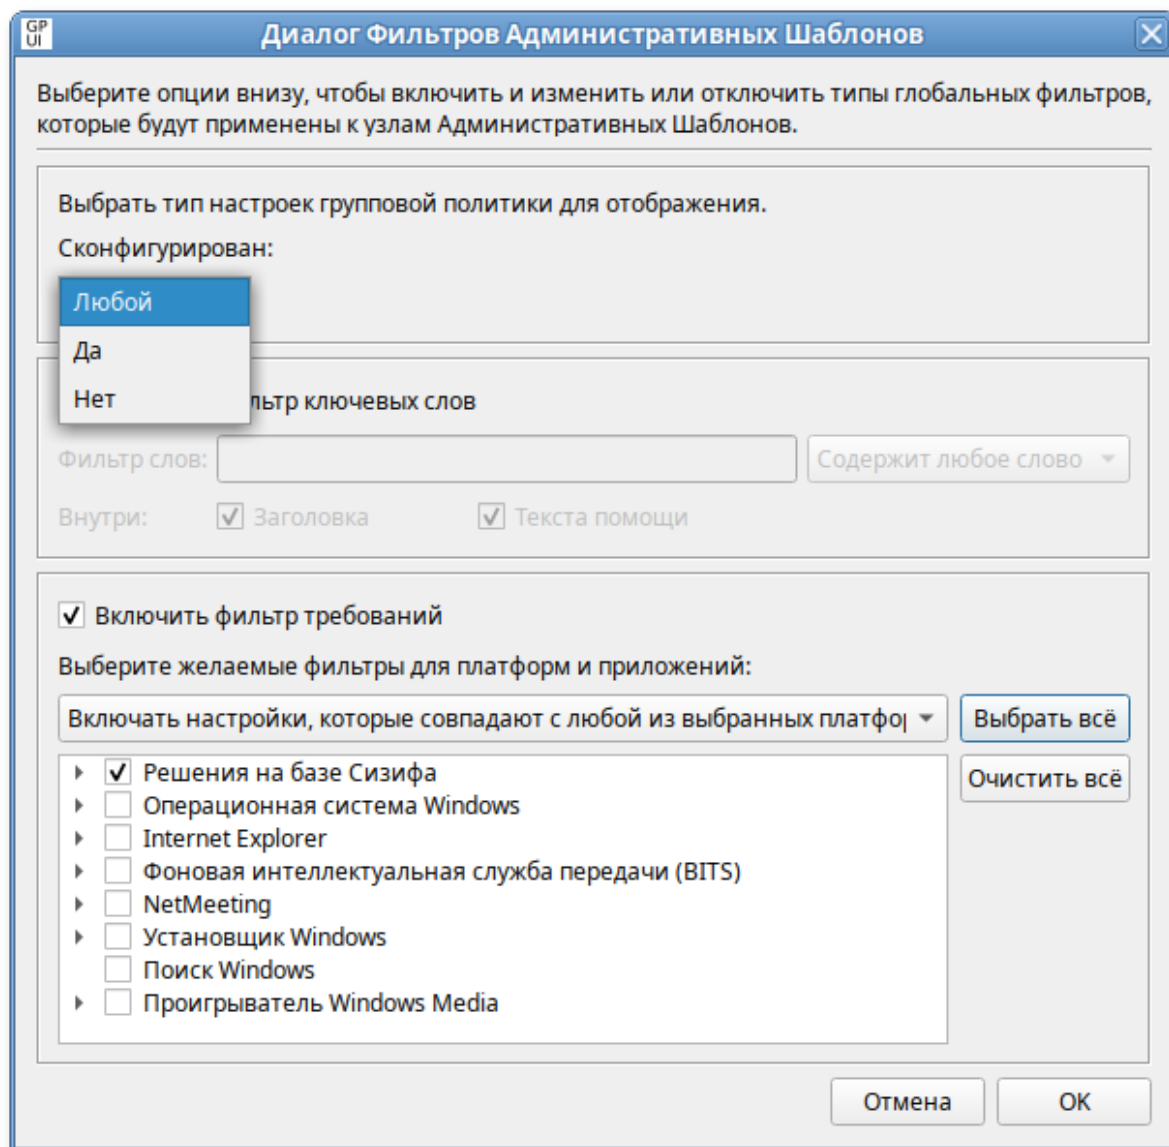 GP
UI
Диалог Фильтров Административных Шаблонов
Выберите опции внизу, чтобы включить и изменить или отключить типы глобальных фильтров,
которые будут применены к узлам Административных Шаблонов.
Выбрать тип настроек групповой политики для отображения.
Сконфигурирован:
Любой
Да
Нет
льтр ключевых слов
Фильтр слов:
Содержит любое слово
Внутри:
Заголовка
Текста помощи
Включить фильтр требований
Выберите желаемые фильтры для платформ и приложений:
Включать настройки, которые совпадают с любой из выбранных платфор
Выбрать всё
Решения на базе Сизифа
Очистить всё
Операционная система Windows
Internet Explorer
Фоновая интеллектуальная служба передачи (BITS)
NetMeeting
Установщик Windows
Поиск Windows
Проигрыватель Windows Media
Отмена
OK